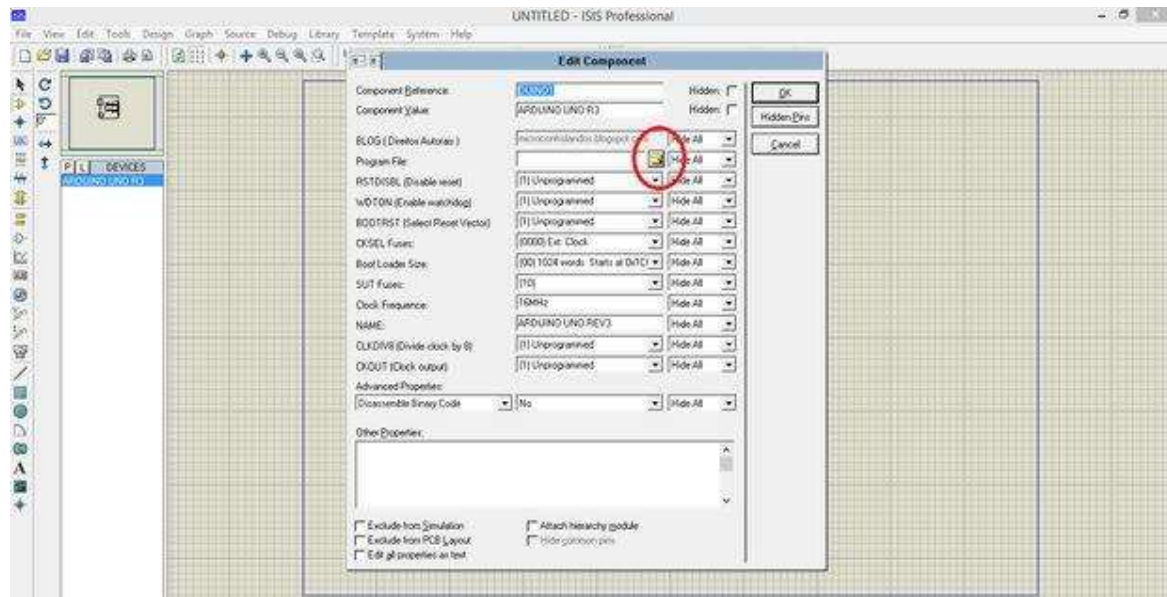 UNTITLED - ISIS Professional
File View Edit Tools Design Graph Source Debug Library Template System Help
Edit Component
Component Reference: Hidden:
Component Value: ARDUINO UNO R3 Hidden:
BLOG ( Direitos Autorais ) Hide All
Program File: Hide All
RSTDISBL (Disable reset) (1) Unprogrammed Hide All
WDTON (Enable watchdog) (1) Unprogrammed Hide All
BOOTRST (Select Reset Vector) (1) Unprogrammed Hide All
CKSEL Fuses: (0000) Ext. Clock Hide All
Boot Loader Size: (00) 1024 words. Starts at Hide All
SUT Fuses: (10) Hide All
Clock Frequence: 16MHz Hide All
NAME: ARDUINO UNO REV3 Hide All
CLKDIV8 (Divide clock by 8) (1) Unprogrammed Hide All
CKOUT (Clock output) (1) Unprogrammed Hide All
Advanced Properties:
Disassemble Binary Code No Hide All
Other Properties:
Exclude from Simulation Attach hierarchy module
Exclude from PCB Layout Hide common pins
Edit all properties as text
OK
Hidden Pins
Cancel
P L DEVICES
ARDUINO UNO R3